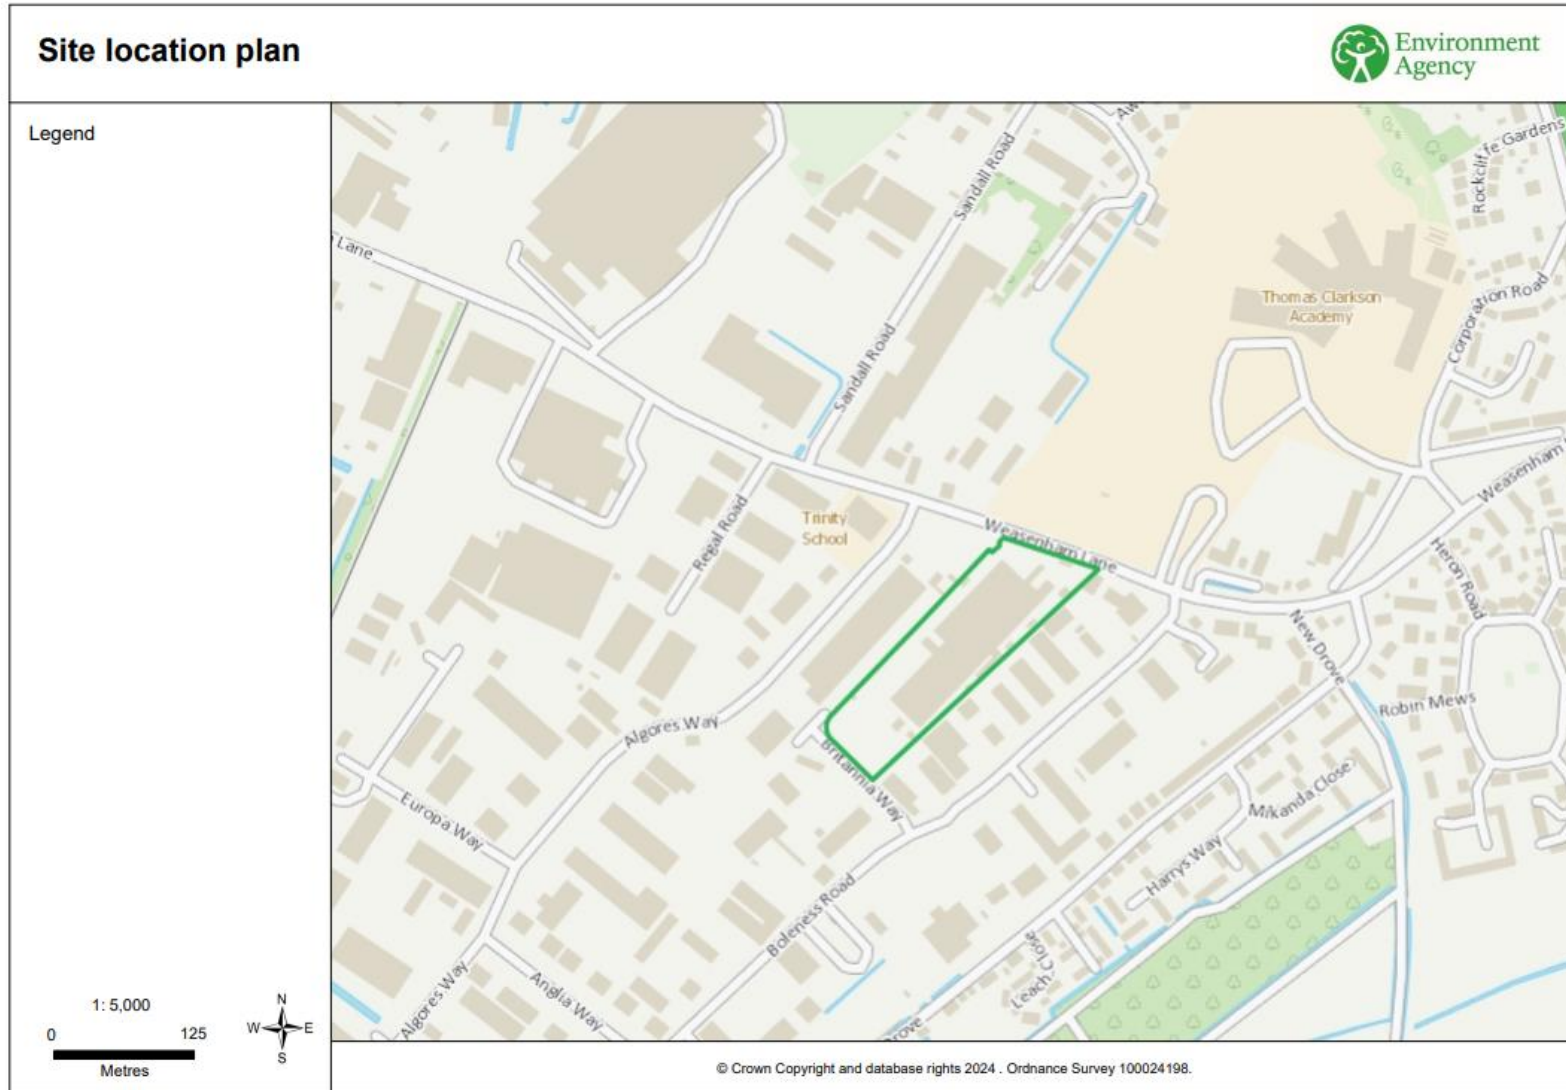 Site location plan
Environment
Agency
Legend
Lane
Sandall Road
Aw
Rockcliffe Gardens
Thomas Clarkson
Academy
Corporation Road
Sandall Road
Weasenham
Regal Road
Trinity
School
Weasenham Lane
Heron Road
New Drove
Robin Mews
Algores Way
Britannia Way
Europa Way
Mikanda Close
Harrys Way
Boleness Road
Leach Close
Algores Way
Anglia Way
rove
1: 5,000
0 125
Metres
N
W E
S
© Crown Copyright and database rights 2024 . Ordnance Survey 100024198.